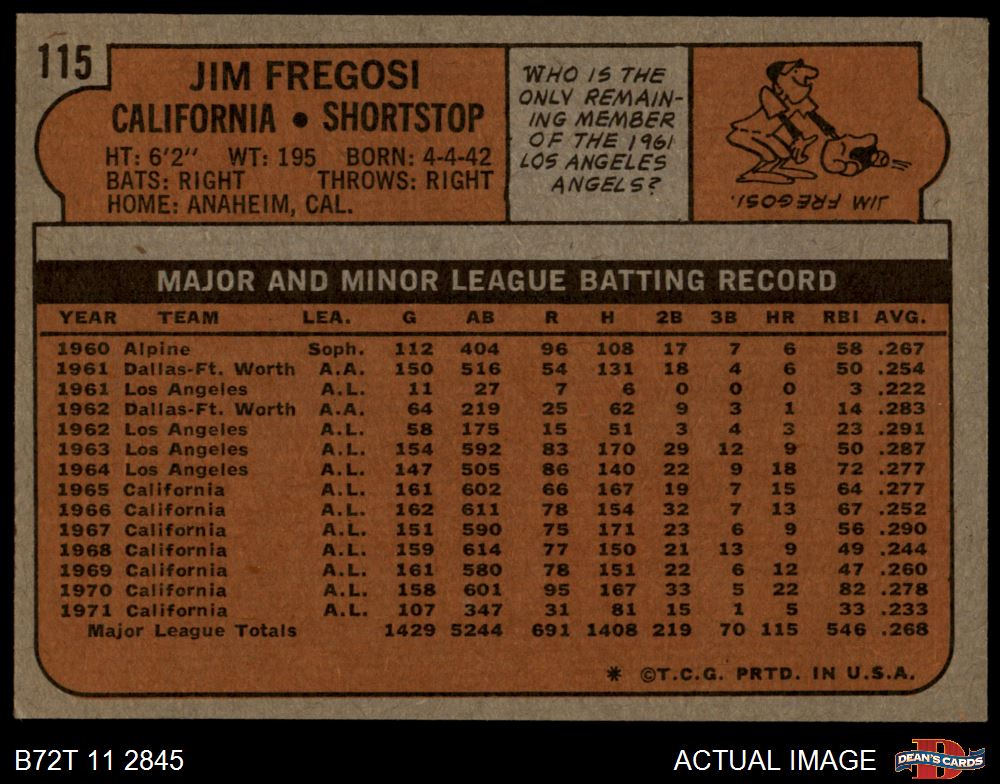 115
JIM FREGOSI
CALIFORNIA • SHORTSTOP
HT: 6'2" WT: 195 BORN: 4-4-42
BATS: RIGHT THROWS: RIGHT
HOME: ANAHEIM, CAL.
WHO IS THE
ONLY REMAIN-
ING MEMBER
OF THE 1961
LOS ANGELES
ANGELS?
JIM FREGOSI.
MAJOR AND MINOR LEAGUE BATTING RECORD
YEAR TEAM LEA. G AB R H 2B 3B HR RBI AVG.
1960 Alpine Soph. 112 404 96 108 17 7 6 58 .267
1961 Dallas-Ft. Worth A.A. 150 516 54 131 18 4 6 50 .254
1961 Los Angeles A.L. 11 27 7 6 0 0 0 3 .222
1962 Dallas-Ft. Worth A.A. 64 219 25 62 9 3 1 14 .283
1962 Los Angeles A.L. 58 175 15 51 3 4 3 23 .291
1963 Los Angeles A.L. 154 592 83 170 29 12 9 50 .287
1964 Los Angeles A.L. 147 505 86 140 22 9 18 72 .277
1965 California A.L. 161 602 66 167 19 7 15 64 .277
1966 California A.L. 162 611 78 154 32 7 13 67 .252
1967 California A.L. 151 590 75 171 23 6 9 56 .290
1968 California A.L. 159 614 77 150 21 13 9 49 .244
1969 California A.L. 161 580 78 151 22 6 12 47 .260
1970 California A.L. 158 601 95 167 33 5 22 82 .278
1971 California A.L. 107 347 31 81 15 1 5 33 .233
Major League Totals 1429 5244 691 1408 219 70 115 546 .268
* ©T.C.G. PRTD. IN U.S.A.
B72T 11 2845
ACTUAL IMAGE
DEAN'S CARDS